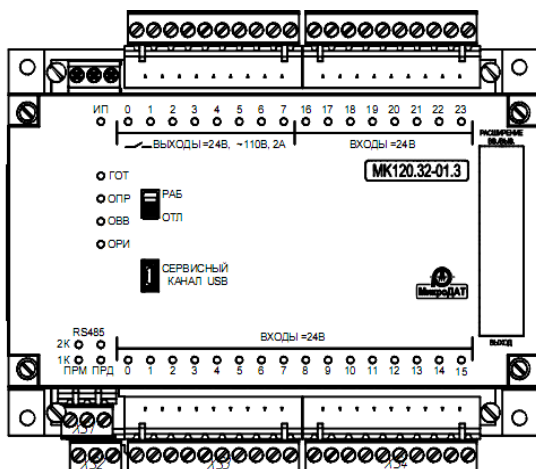 ИП 0 1 2 3 4 5 6 7 16 17 18 19 20 21 22 23
ВЫХОДЫ =24В, ~110В, 2А ВХОДЫ =24В
РАСШИРЕНИЕ
МК120.32-01.3
ГОТ
ОПР
ОВВ
ОРИ
РАБ
ОТЛ
СЕРВИСНЫЙ
КАНАЛ USB
МикроДАТ
ВЫХОД
RS485
ВХОДЫ =24В
2К
1К
ПРМ ПРД 0 1 2 3 4 5 6 7 8 9 10 11 12 13 14 15